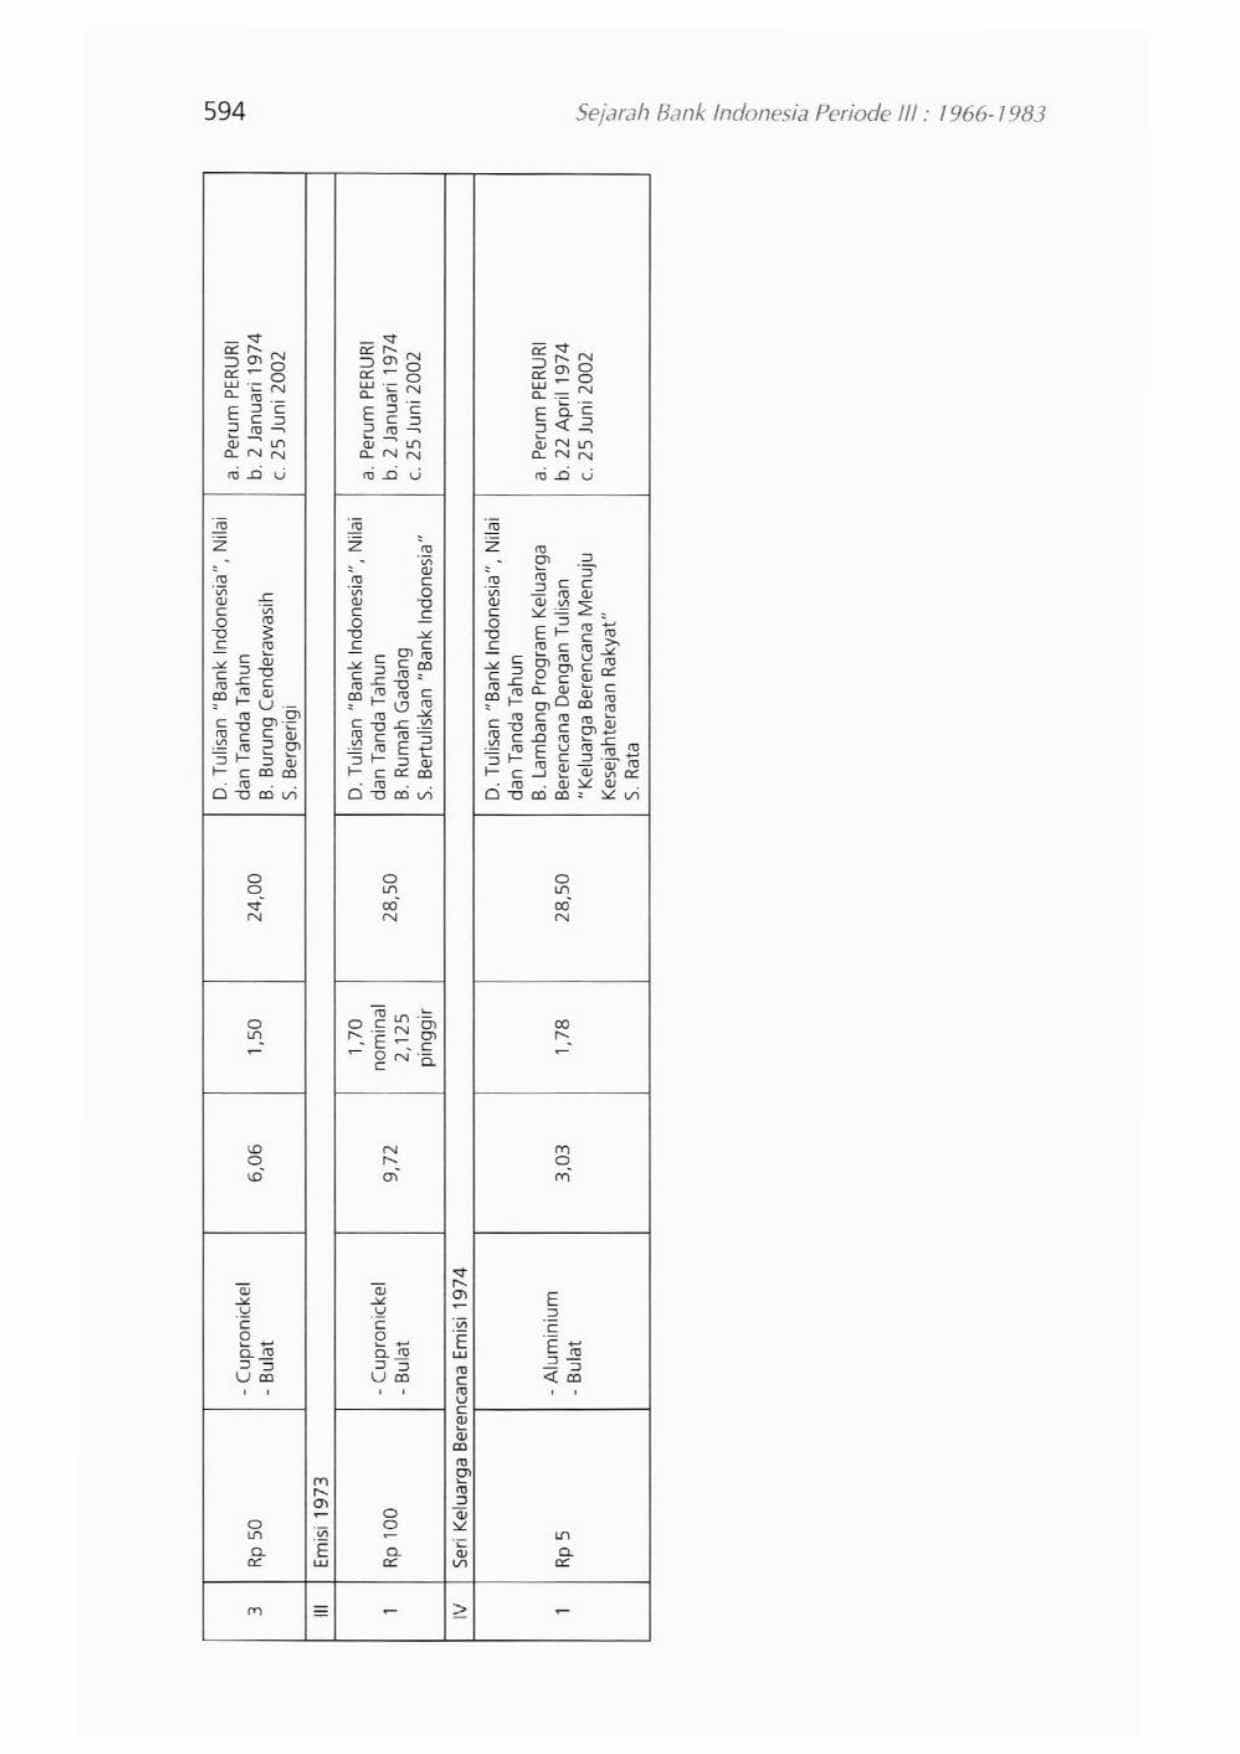 594
Sejarah Bank Indonesia Periode III : 1966-1983
3
Rp 50
- Cupronickel
- Bulat
6,06
1,50
24,00
D. Tulisan "Bank Indonesia", Nilai
dan Tanda Tahun
B. Burung Cenderawasih
S. Bergerigi
a. Perum PERURI
b. 2 Januari 1974
c. 25 Juni 2002
III
Emisi 1973
1
Rp 100
- Cupronickel
- Bulat
9,72
1,70
nominal
2,125
pinggir
28,50
D. Tulisan "Bank Indonesia", Nilai
dan Tanda Tahun
B. Rumah Gadang
S. Bertuliskan "Bank Indonesia"
a. Perum PERURI
b. 2 Januari 1974
c. 25 Juni 2002
IV
Seri Keluarga Berencana Emisi 1974
1
Rp 5
- Aluminium
- Bulat
3,03
1,78
28,50
D. Tulisan "Bank Indonesia", Nilai
dan Tanda Tahun
B. Lambang Program Keluarga
Berencana Dengan Tulisan
"Keluarga Berencana Menuju
Kesejahteraan Rakyat"
S. Rata
a. Perum PERURI
b. 22 April 1974
c. 25 Juni 2002